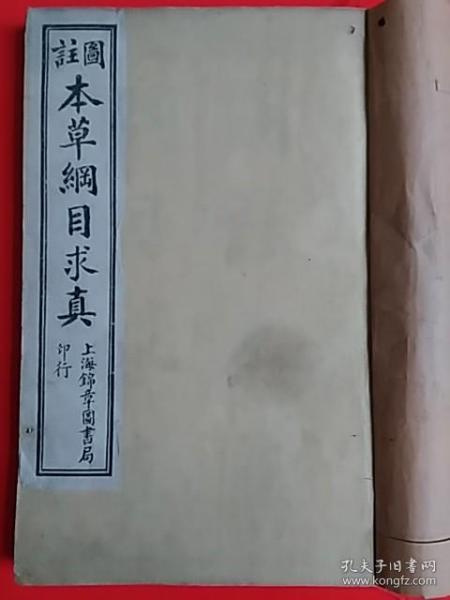 圖註
本草綱目求真
上海錦章圖書局
印行
孔夫子旧书网
www.kongfz.com